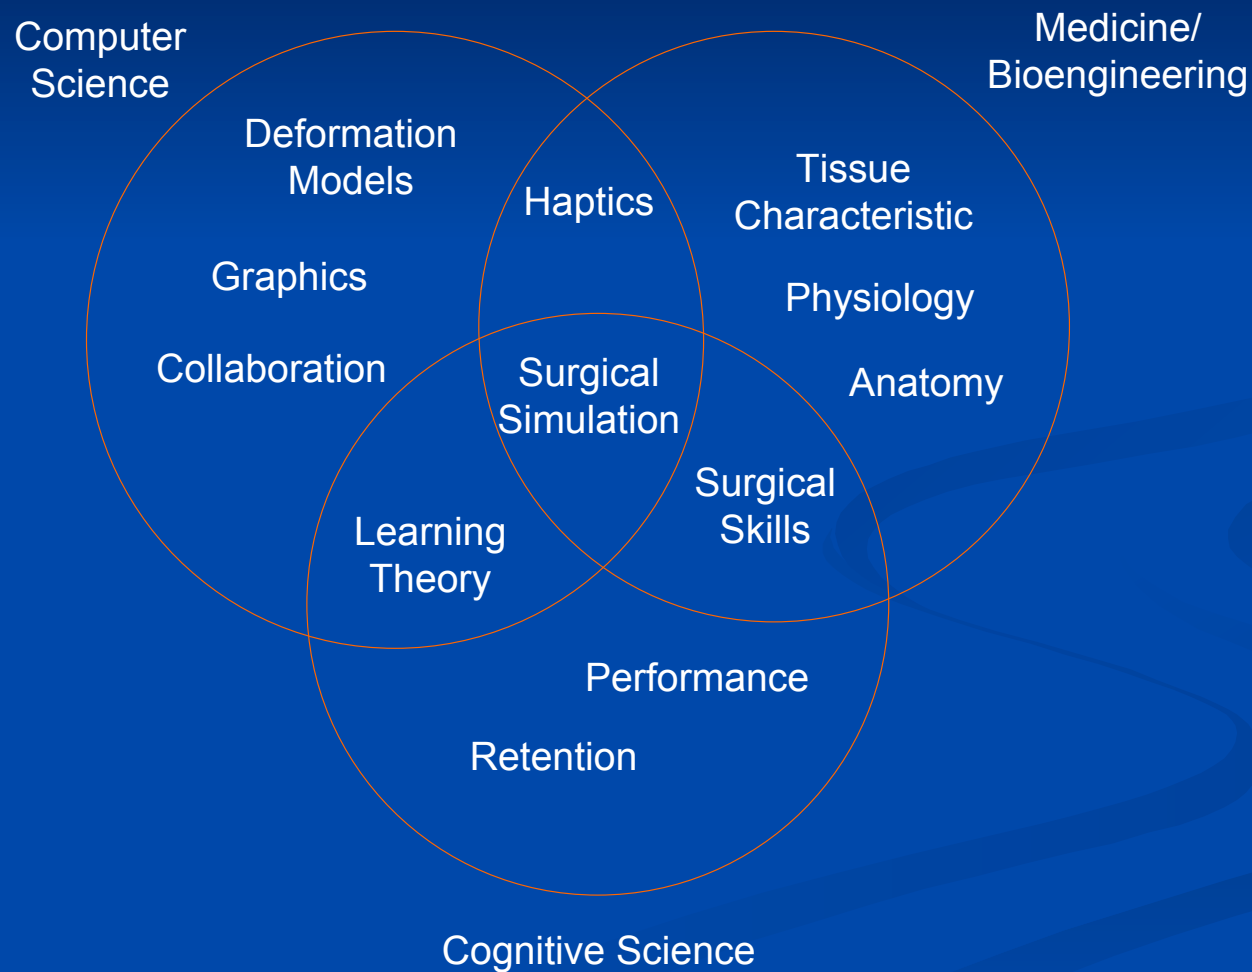 Computer
Science
Medicine/
Bioengineering
Deformation
Models
Haptics
Tissue
Characteristic
Graphics
Physiology
Collaboration
Surgical
Simulation
Anatomy
Surgical
Skills
Learning
Theory
Performance
Retention
Cognitive Science